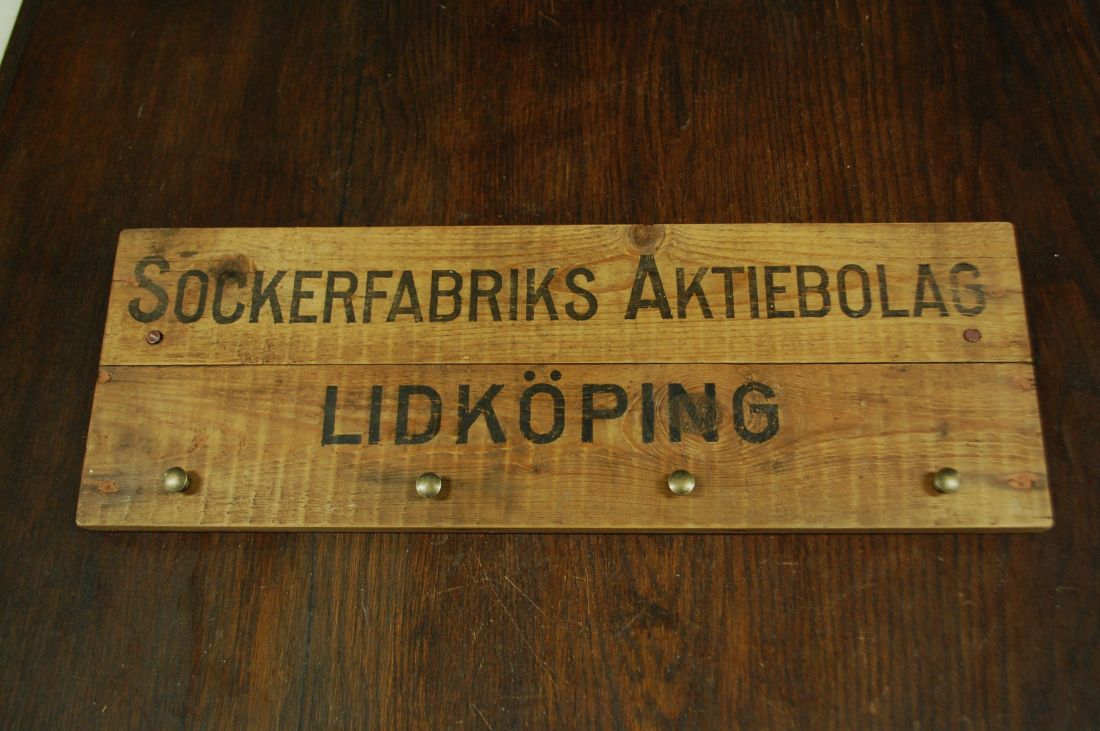 SOCKERFABRIKS AKTIEBOLAG
LIDKÖPING